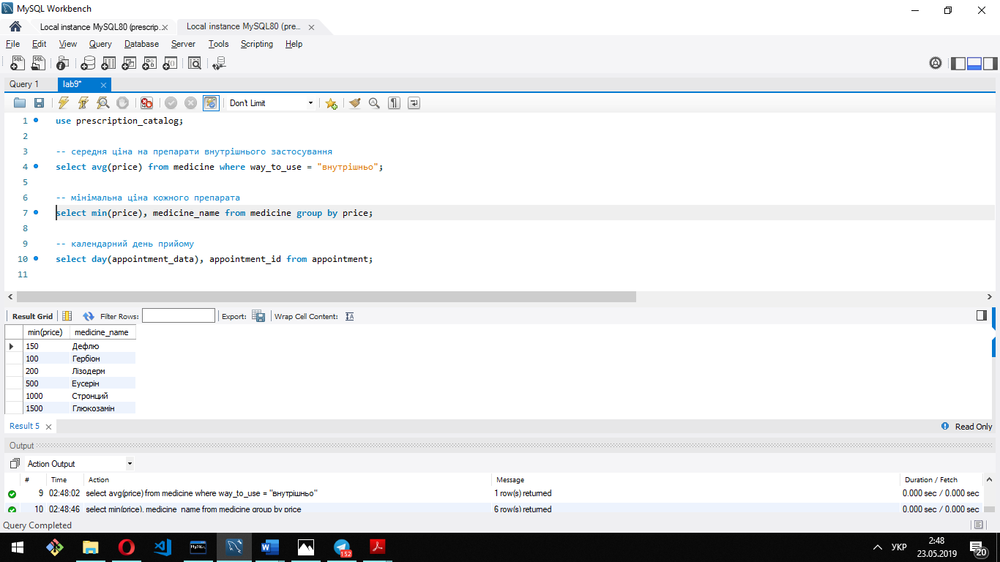 MySQL Workbench
Local instance MySQL80 (prescrip...
Local instance MySQL80 (pre...
File Edit View Query Database Server Tools Scripting Help
Query 1
lab9*
Don't Limit
1 use prescription_catalog;
2
3 -- середня ціна на препарати внутрішнього застосування
4 select avg(price) from medicine where way_to_use = "внутрішньо";
5
6 -- мінімальна ціна кожного препарата
7 select min(price), medicine_name from medicine group by price;
8
9 -- календарний день прийому
10 select day(appointment_data), appointment_id from appointment;
11
Result Grid Filter Rows: Export: Wrap Cell Content:
min(price) medicine_name
150 Дефлю
100 Гербіон
200 Лізодерм
500 Еусерін
1000 Стронций
1500 Глюкозамін
Result 5
Read Only
Output
Action Output
# Time Action Message Duration / Fetch
9 02:48:02 select avg(price) from medicine where way_to_use = "внутрішньо" 1 row(s) returned 0.000 sec / 0.000 sec
10 02:48:46 select min(price), medicine_name from medicine group by price 6 row(s) returned 0.000 sec / 0.000 sec
Query Completed
152
УКР
2:48
23.05.2019
20